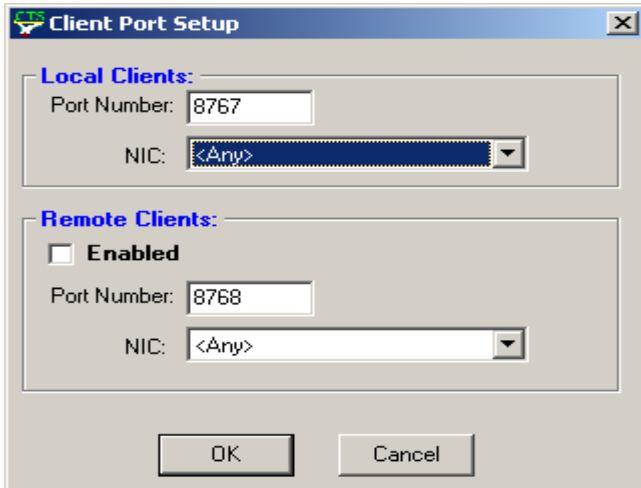 CTS Client Port Setup
Local Clients:
Port Number: 8767
NIC: <Any>
Remote Clients:
Enabled
Port Number: 8768
NIC: <Any>
OK Cancel